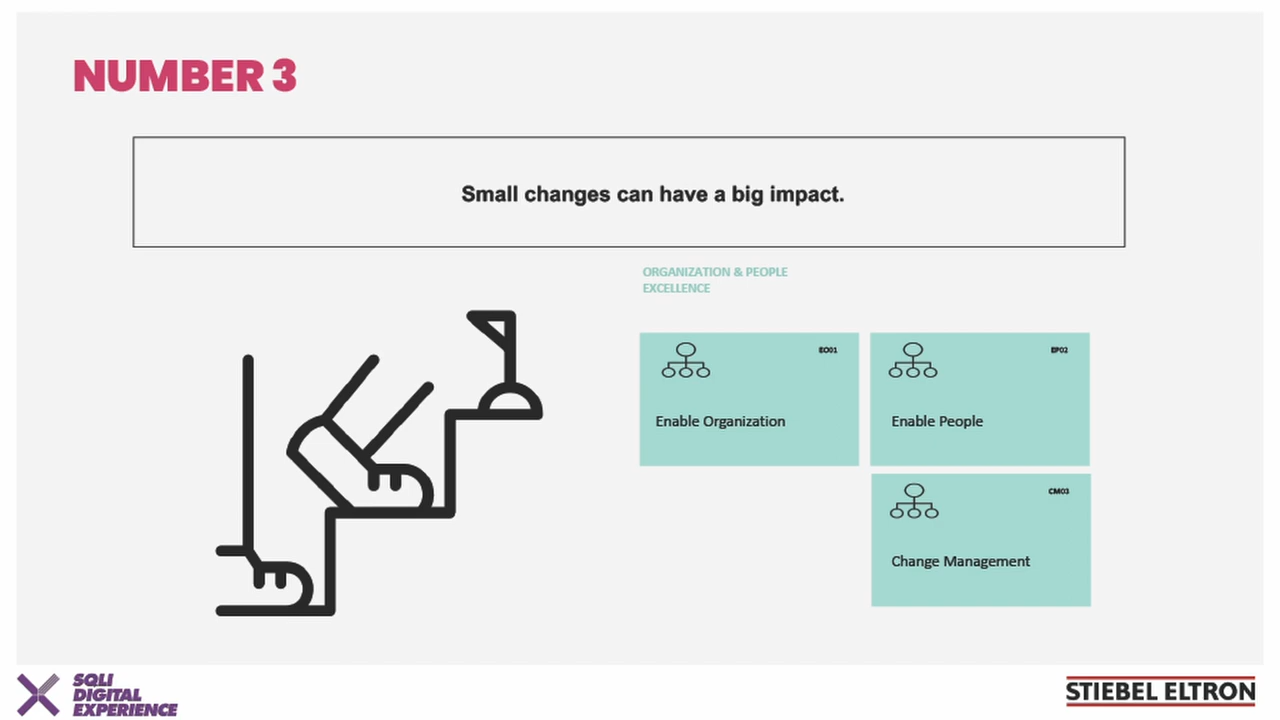 NUMBER 3
Small changes can have a big impact.
ORGANIZATION & PEOPLE
EXCELLENCE
EO01
Enable Organization
EP02
Enable People
CM03
Change Management
SQLI
DIGITAL
EXPERIENCE
STIEBEL ELTRON